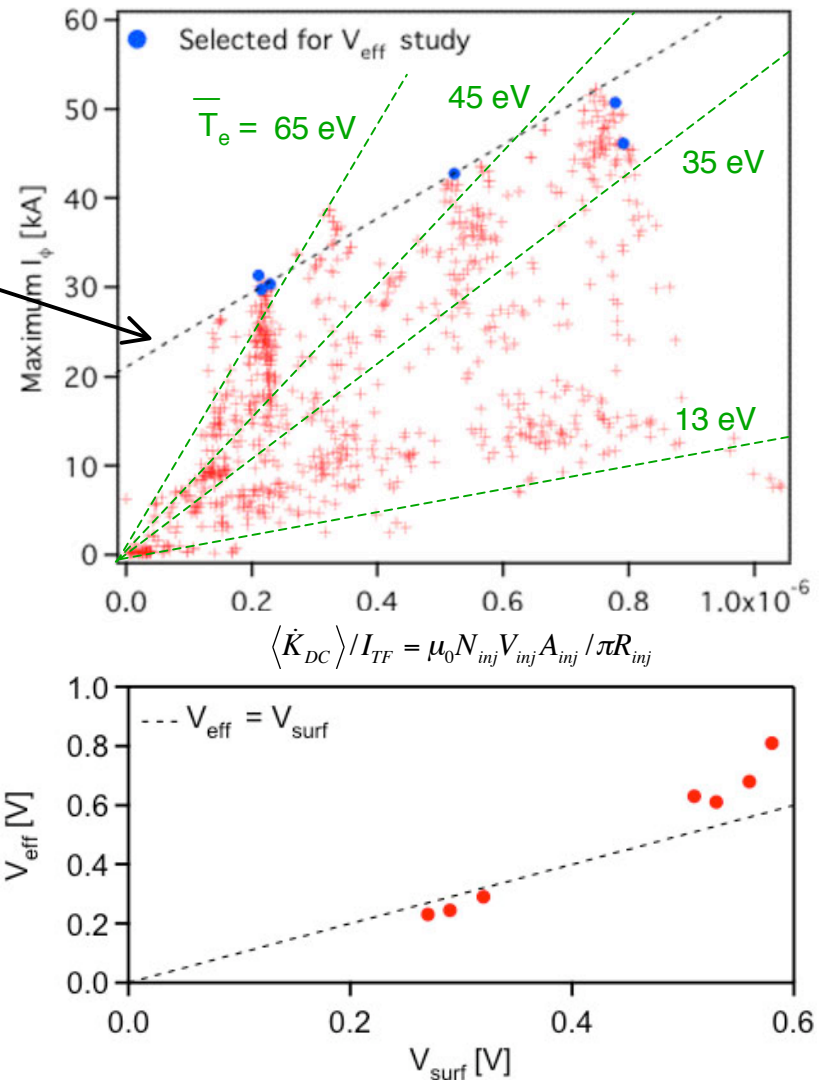 60
Selected for V_eff study
50
45 eV
T̅_e = 65 eV
35 eV
40
30
20
13 eV
10
0
Maximum I_ϕ [kA]
0.0 0.2 0.4 0.6 0.8 1.0x10^-6
⟨K̇_DC⟩/I_TF = μ_0 N_inj V_inj A_inj / πR_inj
1.0
V_eff = V_surf
0.8
0.6
0.4
0.2
0.0
V_eff [V]
0.0 0.2 0.4 0.6
V_surf [V]